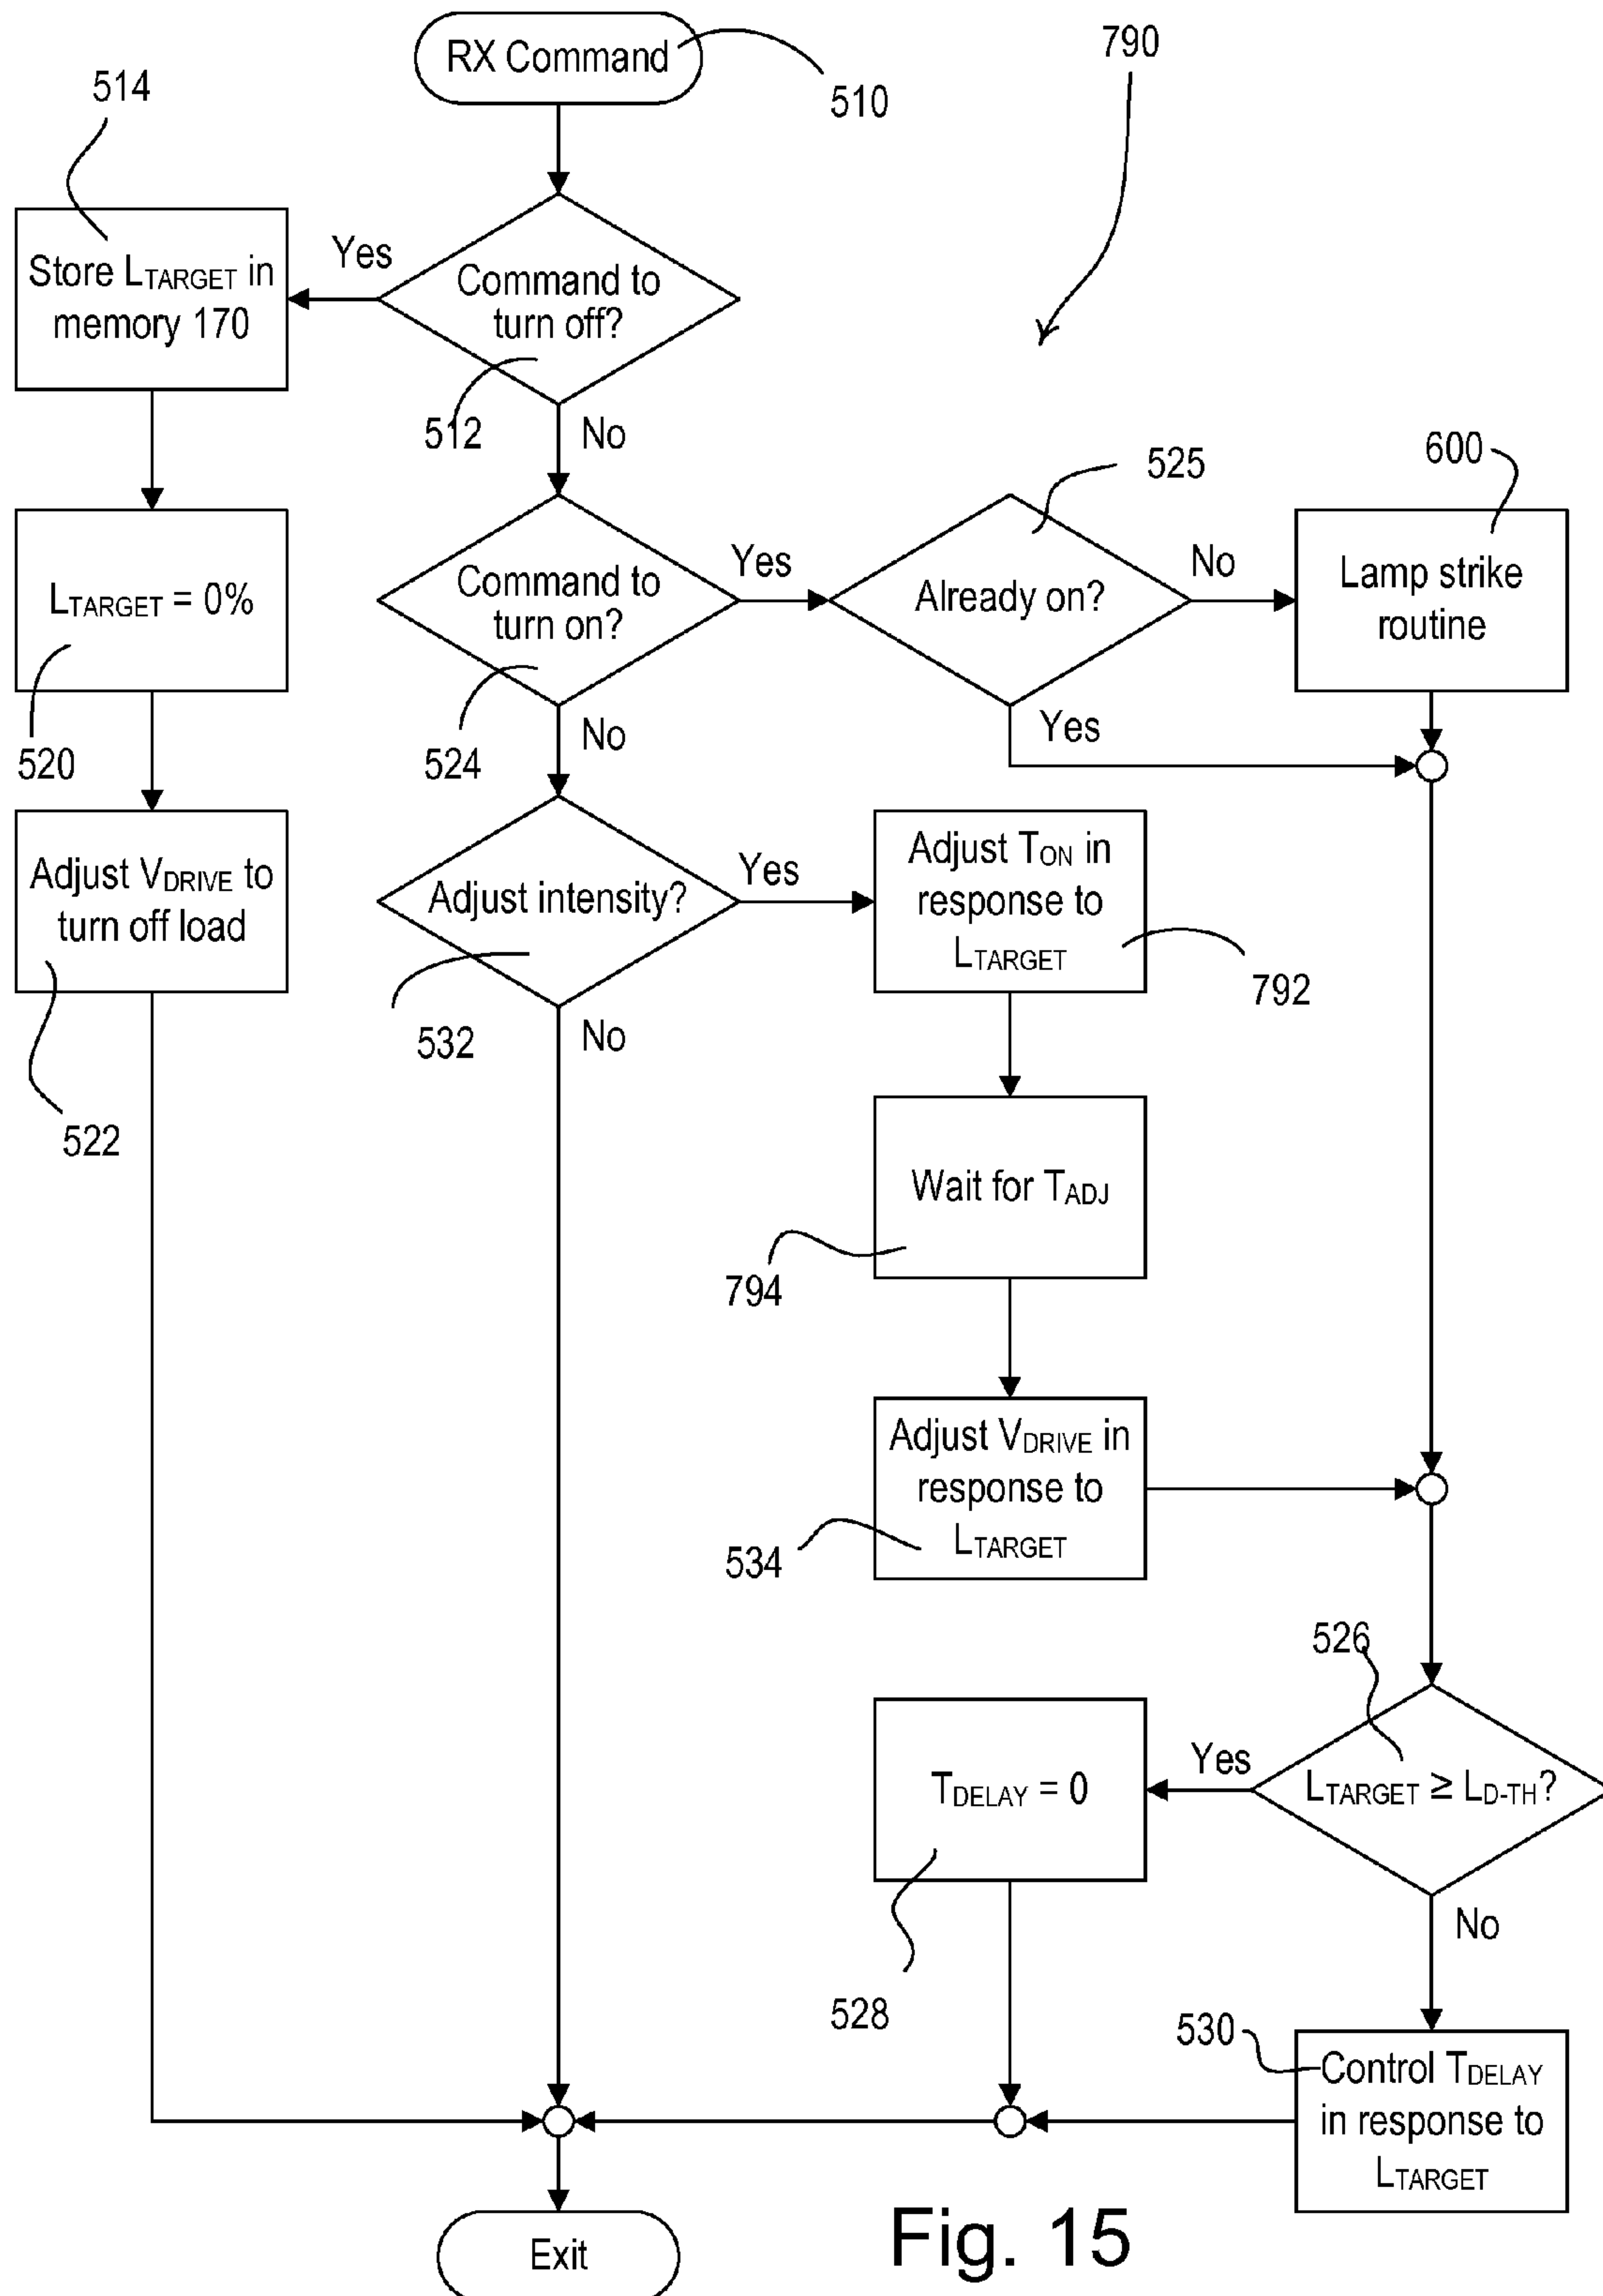 RX Command
510
790
514
Store LTARGET in
memory 170
Yes
Command to
turn off?
512
No
525
600
LTARGET = 0%
520
Command to
turn on?
524
Yes
Already on?
No
Lamp strike
routine
Yes
No
Adjust VDRIVE to
turn off load
522
Adjust intensity?
532
Yes
Adjust TON in
response to
LTARGET
792
No
Wait for TADJ
794
Adjust VDRIVE in
response to
LTARGET
534
526
LTARGET ≥ LD-TH?
Yes
TDELAY = 0
528
No
530
Control TDELAY
in response to
LTARGET
Exit
Fig. 15